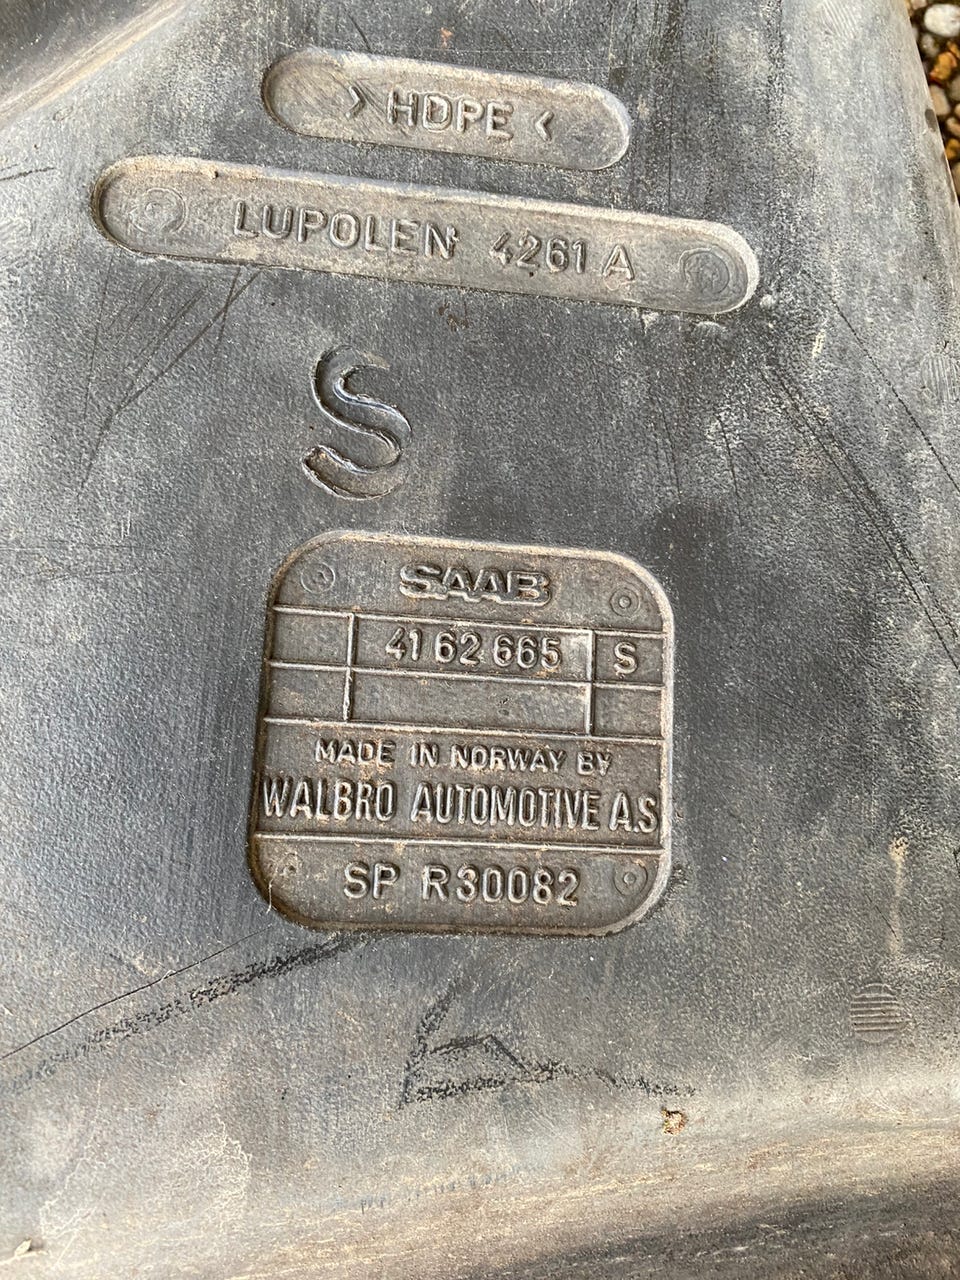 > HDPE <
LUPOLEN 4261 A
S
SAAB
41 62 665 S
MADE IN NORWAY BY
WALBRO AUTOMOTIVE A.S
SP R30082